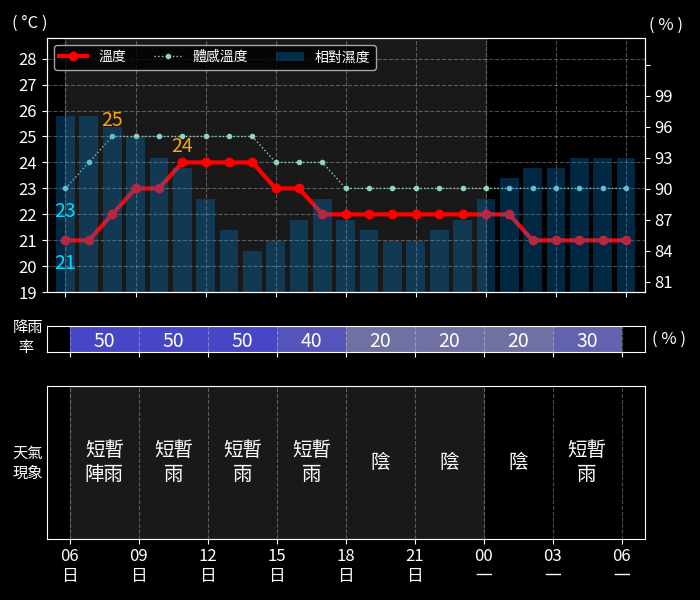 ( °C )
( % )
溫度
體感溫度
相對濕度
28
27
26
25
24
23
22
21
20
19
99
96
93
90
87
84
81
25
24
23
21
降雨
率
50 50 50 40 20 20 20 30
( % )
天氣
現象
短暫
陣雨
短暫
雨
短暫
雨
短暫
雨
陰
陰
陰
短暫
雨
06 09 12 15 18 21 00 03 06
日 日 日 日 日 日 一 一 一